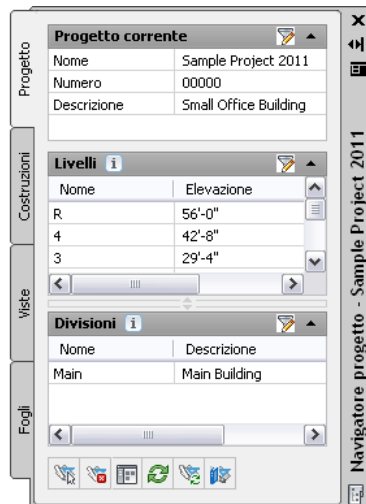 Progetto
Costruzioni
Viste
Fogli
Progetto corrente
Nome Sample Project 2011
Numero 00000
Descrizione Small Office Building
Livelli i
Nome Elevazione
R 56'-0"
4 42'-8"
3 29'-4"
Divisioni i
Nome Descrizione
Main Main Building
Navigatore progetto - Sample Project 2011